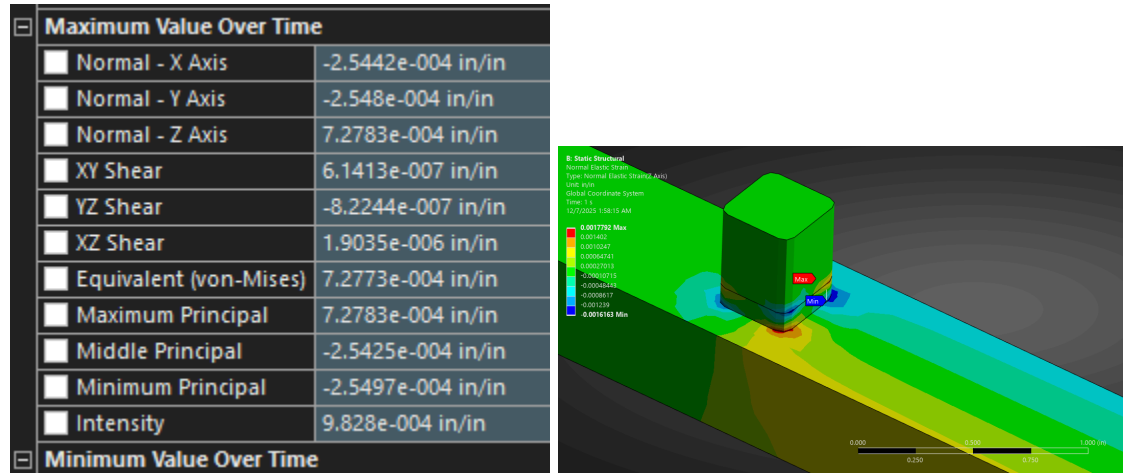 Maximum Value Over Time
Normal - X Axis -2.5442e-004 in/in
Normal - Y Axis -2.548e-004 in/in
Normal - Z Axis 7.2783e-004 in/in
XY Shear 6.1413e-007 in/in
YZ Shear -8.2244e-007 in/in
XZ Shear 1.9035e-006 in/in
Equivalent (von-Mises) 7.2773e-004 in/in
Maximum Principal 7.2783e-004 in/in
Middle Principal -2.5425e-004 in/in
Minimum Principal -2.5497e-004 in/in
Intensity 9.828e-004 in/in
Minimum Value Over Time
B: Static Structural
Normal Elastic Strain
Type: Normal Elastic Strain(Z Axis)
Unit: in/in
Global Coordinate System
Time: 1 s
12/7/2025 1:58:15 AM
0.0017792 Max
0.001402
0.0010247
0.00064741
0.00027013
-0.00010715
-0.00048443
-0.0008617
-0.001239
-0.0016163 Min
Max
Min
0.000
0.500
1.000 (in)
0.250
0.750